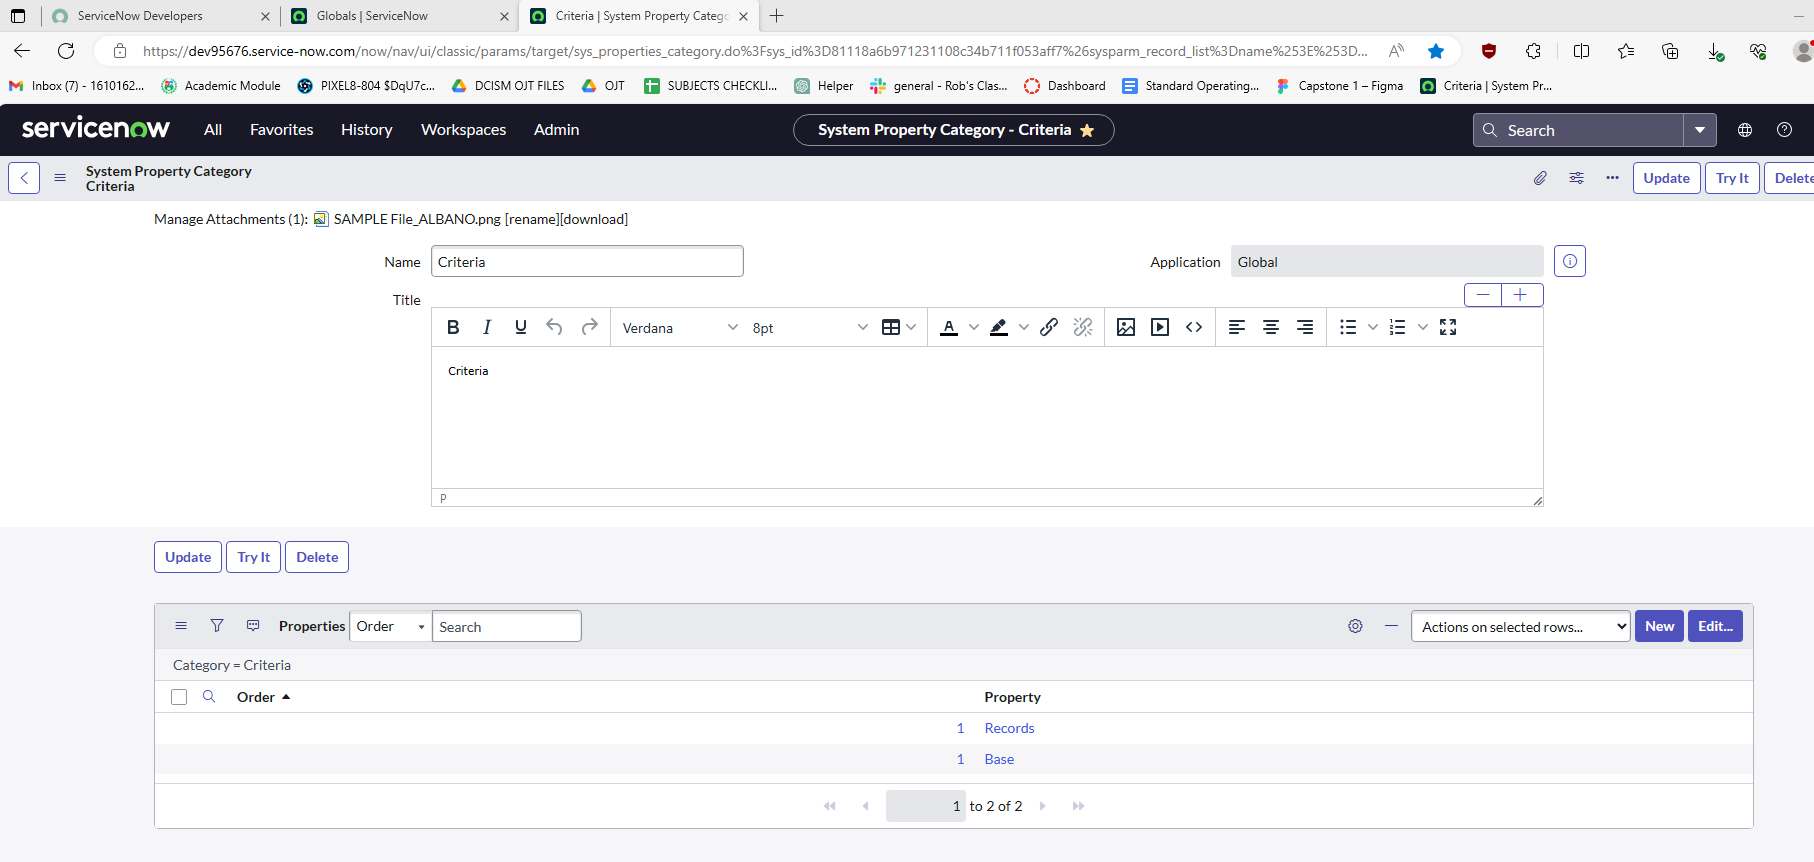 ServiceNow Developers
Globals | ServiceNow
Criteria | System Property Catego
https://dev95676.service-now.com/now/nav/ui/classic/params/target/sys_properties_category.do%3Fsys_id%3D81118a6b971231108c34b711f053aff7%26sysparm_record_list%3Dname%253E%253D...
Inbox (7) - 1610162...
Academic Module
PIXEL8-804 $DqU7c...
DCISM OJT FILES
OJT
SUBJECTS CHECKLI...
Helper
general - Rob's Clas...
Dashboard
Standard Operating...
Capstone 1 – Figma
Criteria | System Pr...
servicenow
All
Favorites
History
Workspaces
Admin
System Property Category - Criteria
Search
System Property Category
Criteria
Update
Try It
Delete
Manage Attachments (1): SAMPLE File_ALBANO.png [rename][download]
Name
Criteria
Application
Global
Title
B I U
Verdana
8pt
A
Criteria
P
Update
Try It
Delete
Properties
Order
Search
Actions on selected rows...
New
Edit...
Category = Criteria
Order
Property
1 Records
1 Base
1 to 2 of 2